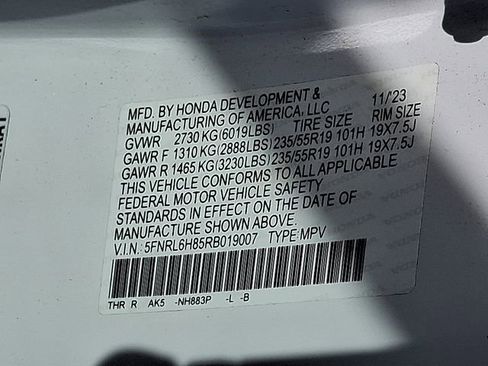 MFD. BY HONDA DEVELOPMENT &
MANUFACTURING OF AMERICA, LLC 11/'23
GVWR 2730 KG(6019LBS) TIRE SIZE RIM SIZE
GAWR F 1310 KG(2888LBS) 235/55R19 101H 19X7.5J
GAWR R 1465 KG(3230LBS) 235/55R19 101H 19X7.5J
THIS VEHICLE CONFORMS TO ALL APPLICABLE
FEDERAL MOTOR VEHICLE SAFETY
STANDARDS IN EFFECT ON THE DATE OF
MANUFACTURE SHOWN ABOVE.
V.I.N.: 5FNRL6H85RB019007 TYPE:MPV
THR R AK5 -NH883P -L -B